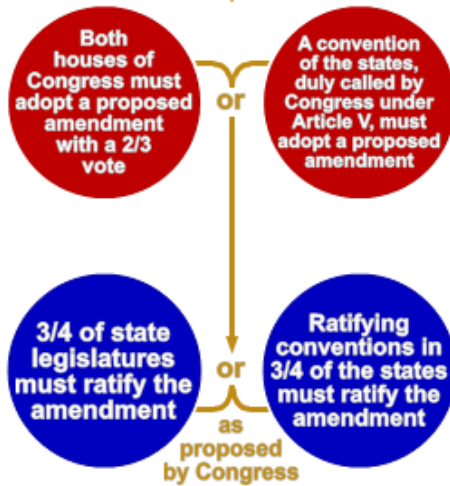 Both
houses of
Congress must
adopt a proposed
amendment
with a 2/3
vote
or
A convention
of the states,
duly called by
Congress under
Article V, must
adopt a proposed
amendment
3/4 of state
legislatures
must ratify the
amendment
or
Ratifying
conventions in
3/4 of the states
must ratify the
amendment
as
proposed
by Congress